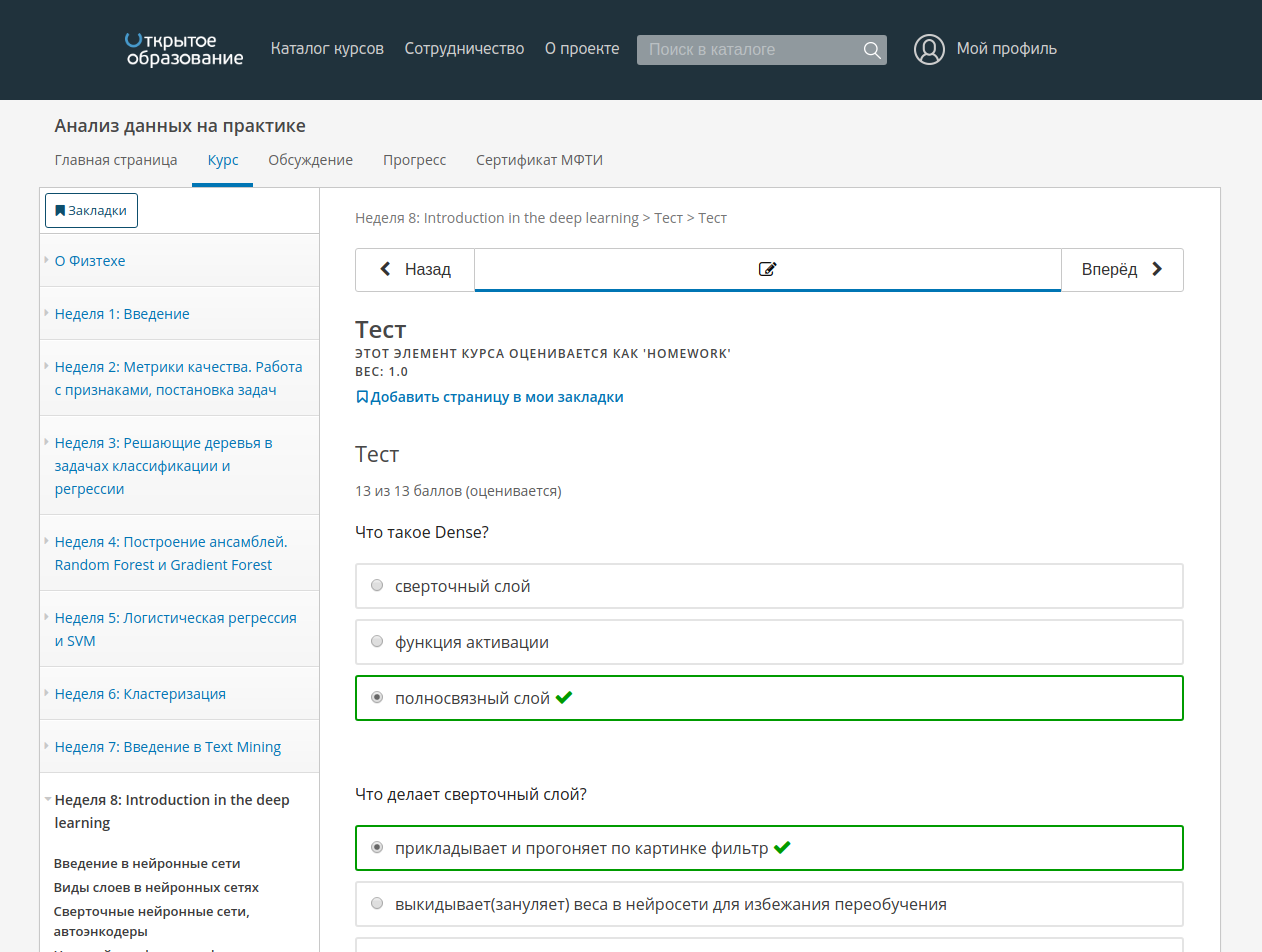 Открытое
образование
Каталог курсов
Сотрудничество
О проекте
Поиск в каталоге
Мой профиль
Анализ данных на практике
Главная страница
Курс
Обсуждение
Прогресс
Сертификат МФТИ
Закладки
О Физтехе
Неделя 1: Введение
Неделя 2: Метрики качества. Работа
с признаками, постановка задач
Неделя 3: Решающие деревья в
задачах классификации и
регрессии
Неделя 4: Построение ансамблей.
Random Forest и Gradient Forest
Неделя 5: Логистическая регрессия
и SVM
Неделя 6: Кластеризация
Неделя 7: Введение в Text Mining
Неделя 8: Introduction in the deep
learning
Введение в нейронные сети
Виды слоев в нейронных сетях
Сверточные нейронные сети,
автоэнкодеры
Неделя 8: Introduction in the deep learning > Тест > Тест
Назад
Вперёд
Тест
ЭТОТ ЭЛЕМЕНТ КУРСА ОЦЕНИВАЕТСЯ КАК 'HOMEWORK'
ВЕС: 1.0
Добавить страницу в мои закладки
Тест
13 из 13 баллов (оценивается)
Что такое Dense?
сверточный слой
функция активации
полносвязный слой
Что делает сверточный слой?
прикладывает и прогоняет по картинке фильтр
выкидывает(зануляет) веса в нейросети для избежания переобучения